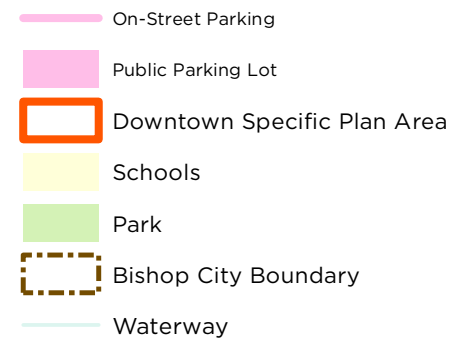 On-Street Parking
Public Parking Lot
Downtown Specific Plan Area
Schools
Park
Bishop City Boundary
Waterway